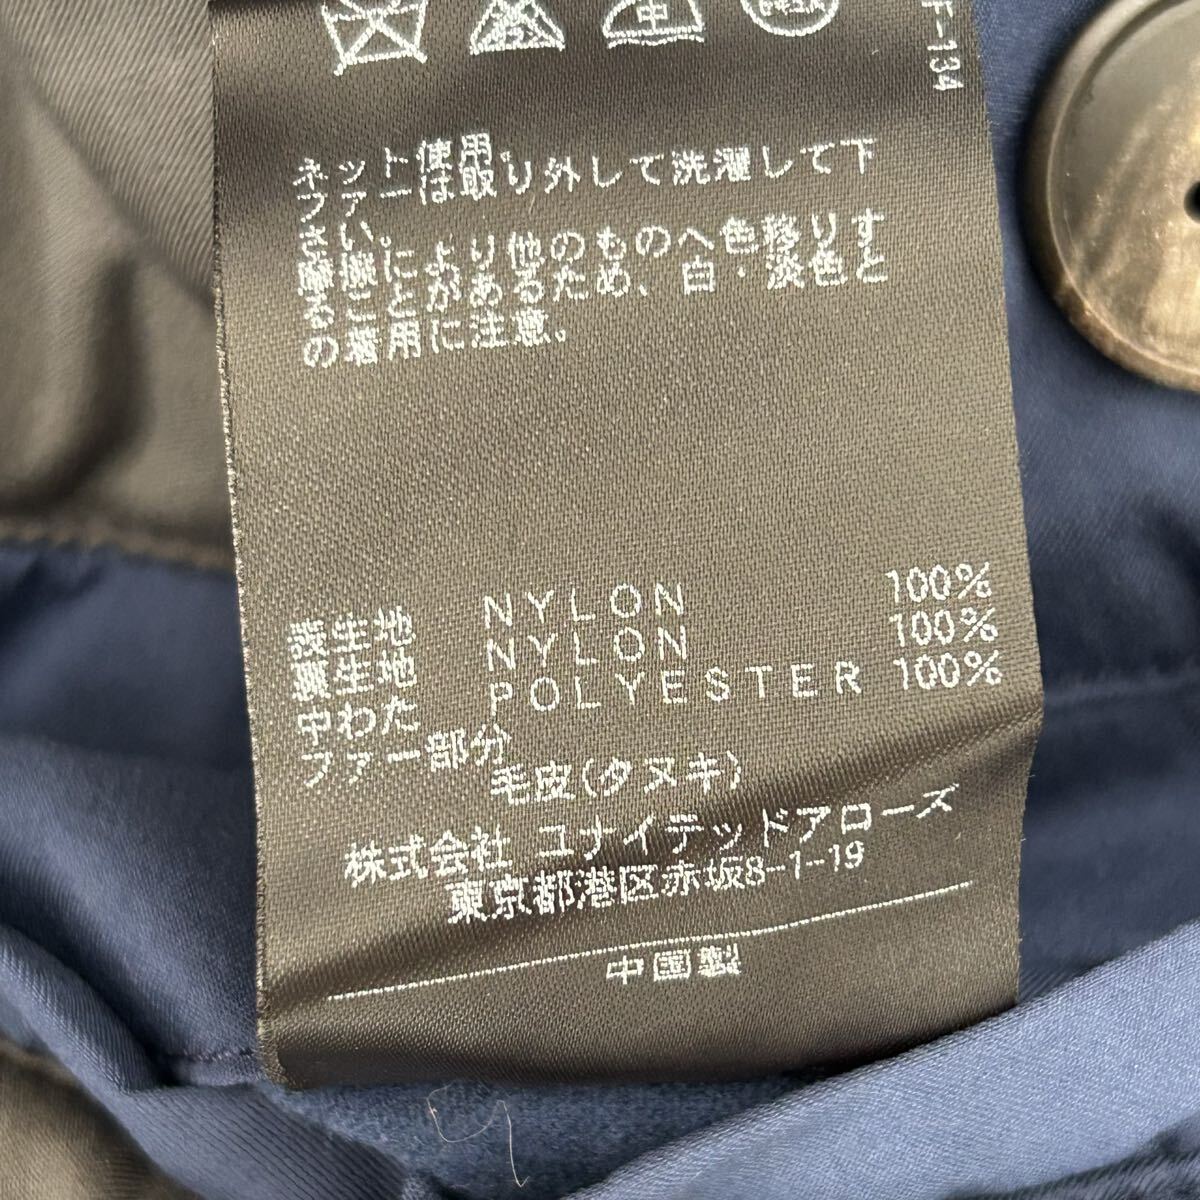 F-134
中
ネット使用。
ファーは取り外して洗濯して下
さい。
摩擦により他のものへ色移りす
ることがあるため、白・淡色と
の着用に注意。
NYLON 100%
表生地 NYLON 100%
裏生地 POLYESTER 100%
中わた
ファー部分
毛皮(タヌキ)
株式会社 ユナイテッドアローズ
東京都港区赤坂8-1-19
中国製